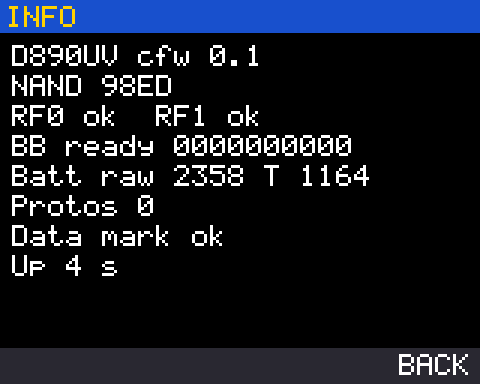 INFO
D890UV cfw 0.1
NAND 98ED
RF0 ok  RF1 ok
BB ready 0000000000
Batt raw 2358 T 1164
Protos 0
Data mark ok
Up 4 s
BACK